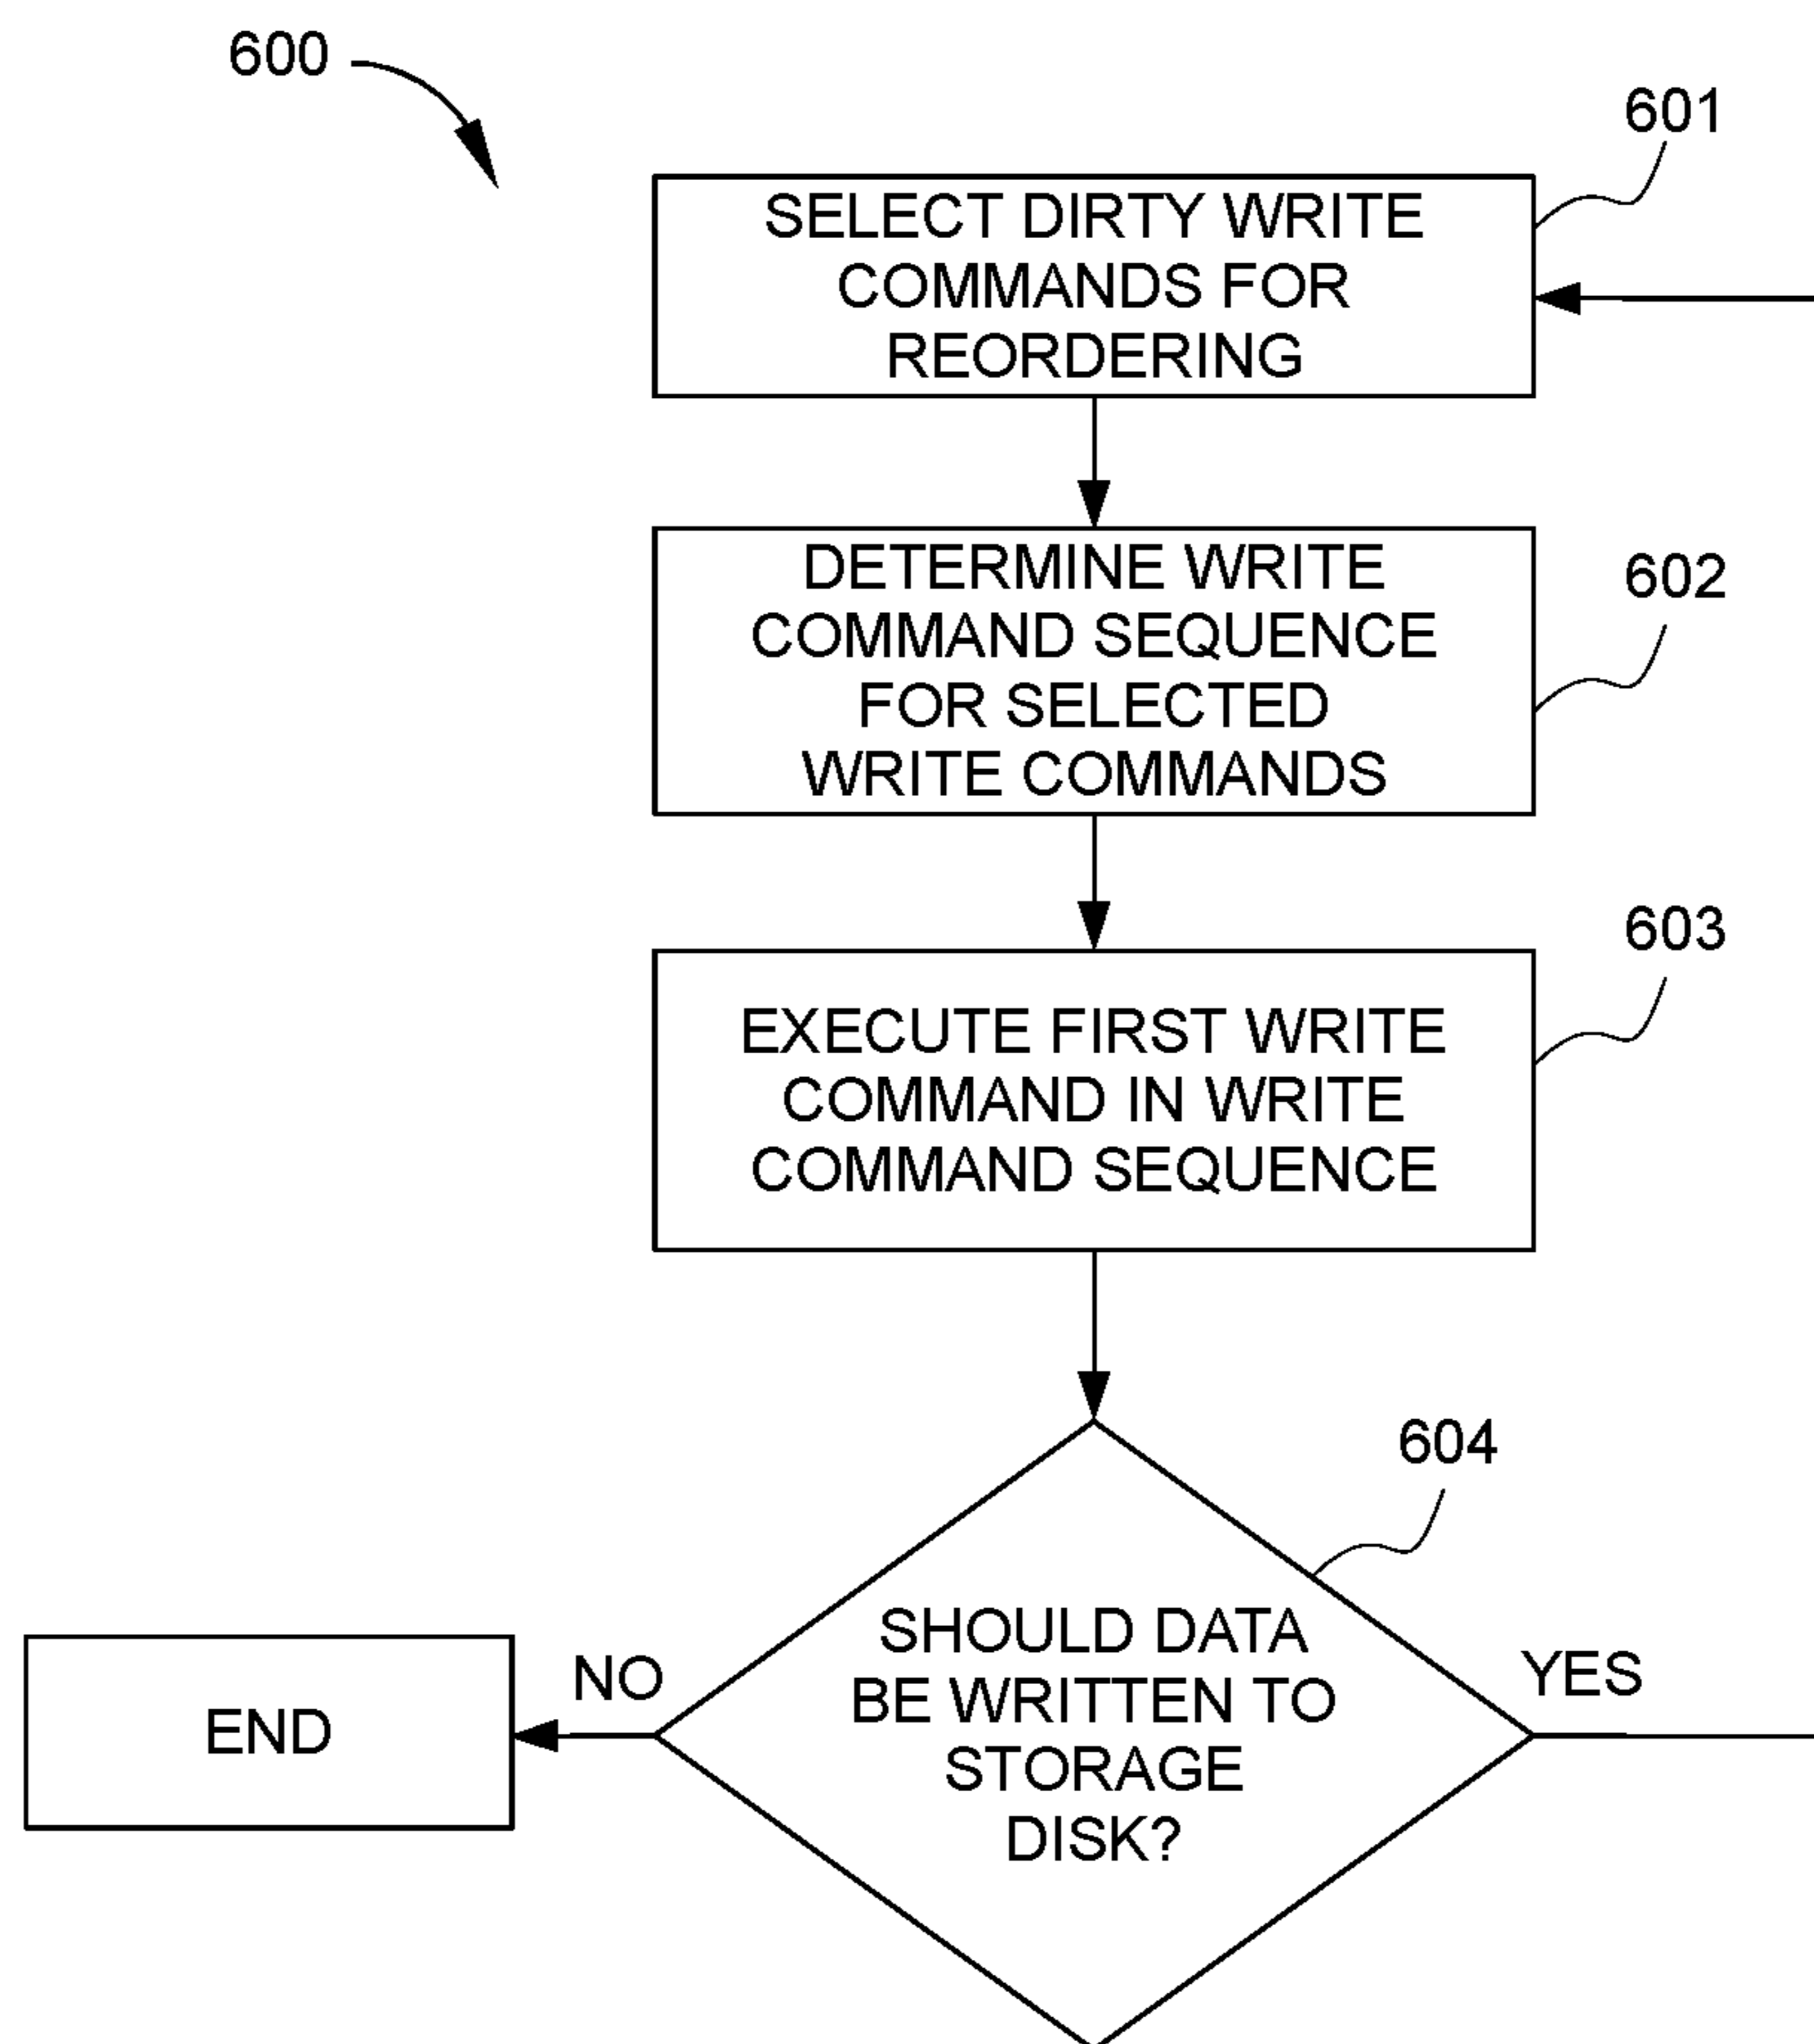 600
601
SELECT DIRTY WRITE
COMMANDS FOR
REORDERING
602
DETERMINE WRITE
COMMAND SEQUENCE
FOR SELECTED
WRITE COMMANDS
603
EXECUTE FIRST WRITE
COMMAND IN WRITE
COMMAND SEQUENCE
604
SHOULD DATA
BE WRITTEN TO
STORAGE
DISK?
NO
YES
END